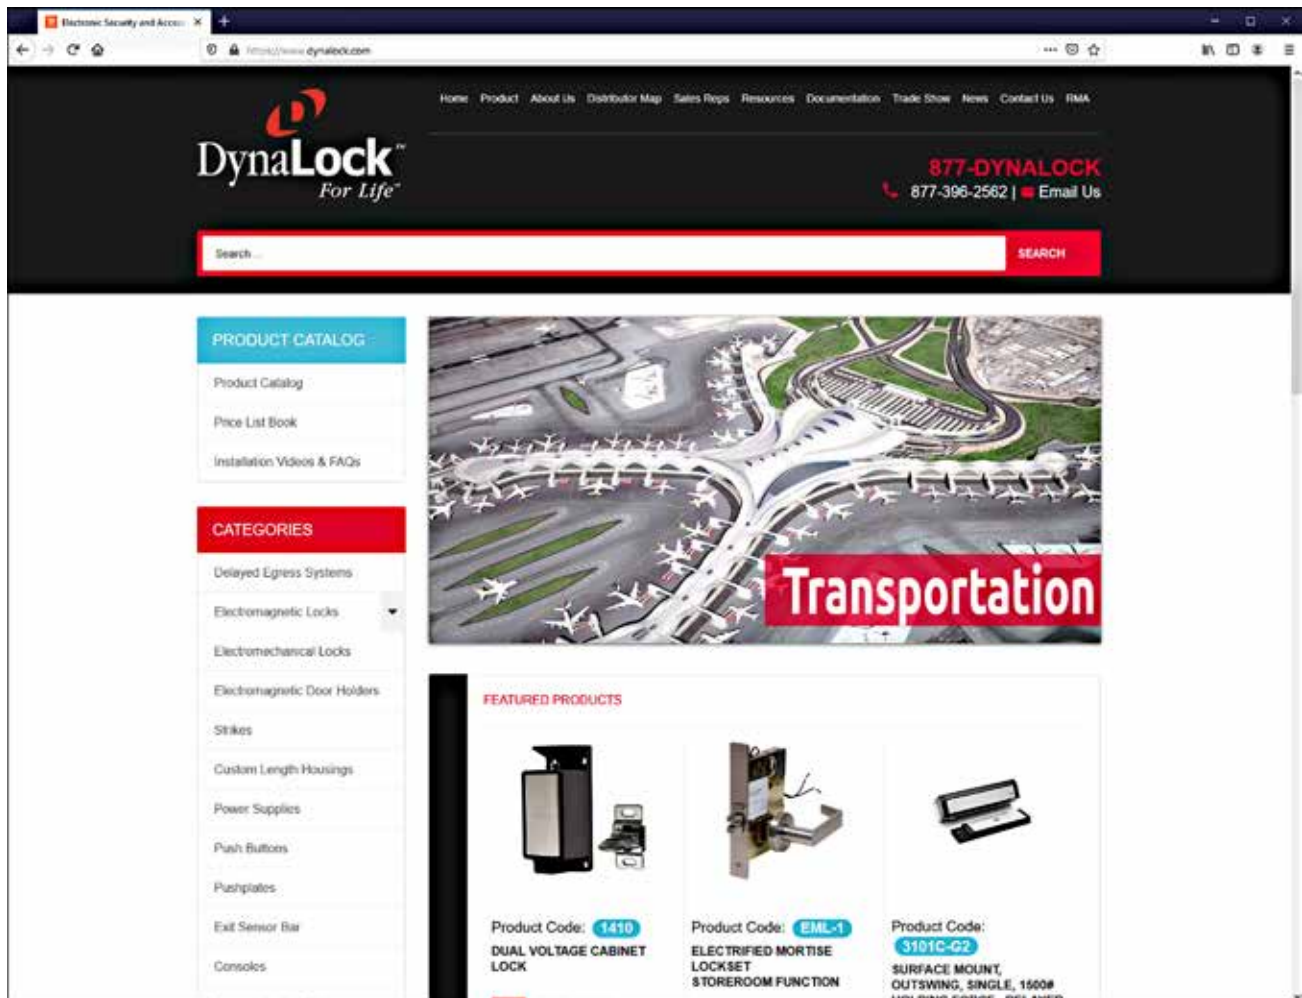 Electronic Security and Access
https://www.dynalock.com
Home Product About Us Distributor Map Sales Reps Resources Documentation Trade Show News Contact Us RMA
DynaLock™
For Life™
877-DYNALOCK
877-396-2562 | Email Us
Search ...
SEARCH
PRODUCT CATALOG
Product Catalog
Price List Book
Installation Videos & FAQs
CATEGORIES
Delayed Egress Systems
Electromagnetic Locks
Electromechanical Locks
Electromagnetic Door Holders
Strikes
Custom Length Housings
Power Supplies
Push Buttons
Pushplates
Exit Sensor Bar
Consoles
Transportation
FEATURED PRODUCTS
Product Code: 1410
DUAL VOLTAGE CABINET
LOCK
Product Code: EML-1
ELECTRIFIED MORTISE
LOCKSET
STOREROOM FUNCTION
Product Code:
3101C-G2
SURFACE MOUNT,
OUTSWING, SINGLE, 1500#
HOLDING FORCE - DELAYED